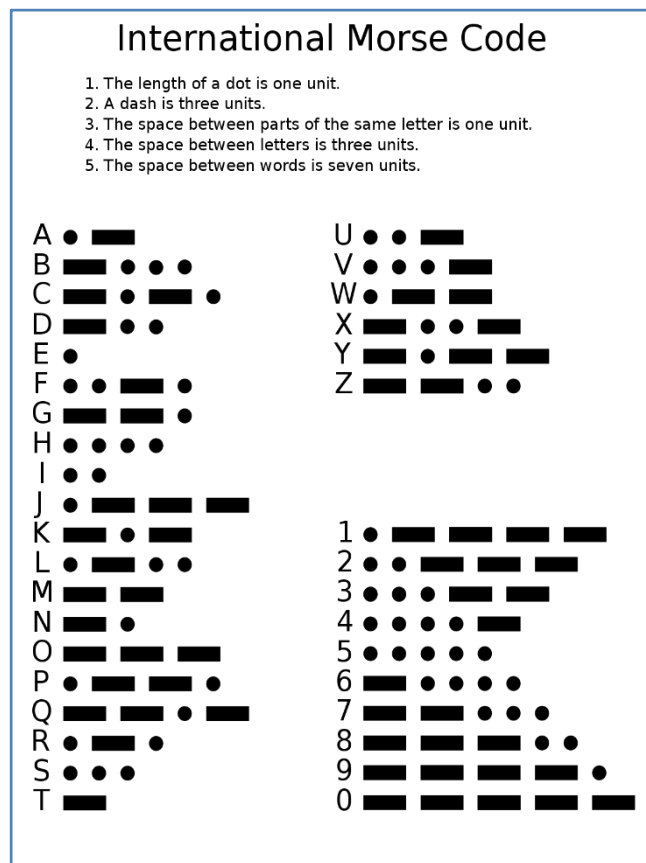 International Morse Code
1. The length of a dot is one unit.
2. A dash is three units.
3. The space between parts of the same letter is one unit.
4. The space between letters is three units.
5. The space between words is seven units.
A
B
C
D
E
F
G
H
I
J
K
L
M
N
O
P
Q
R
S
T
U
V
W
X
Y
Z
1
2
3
4
5
6
7
8
9
0